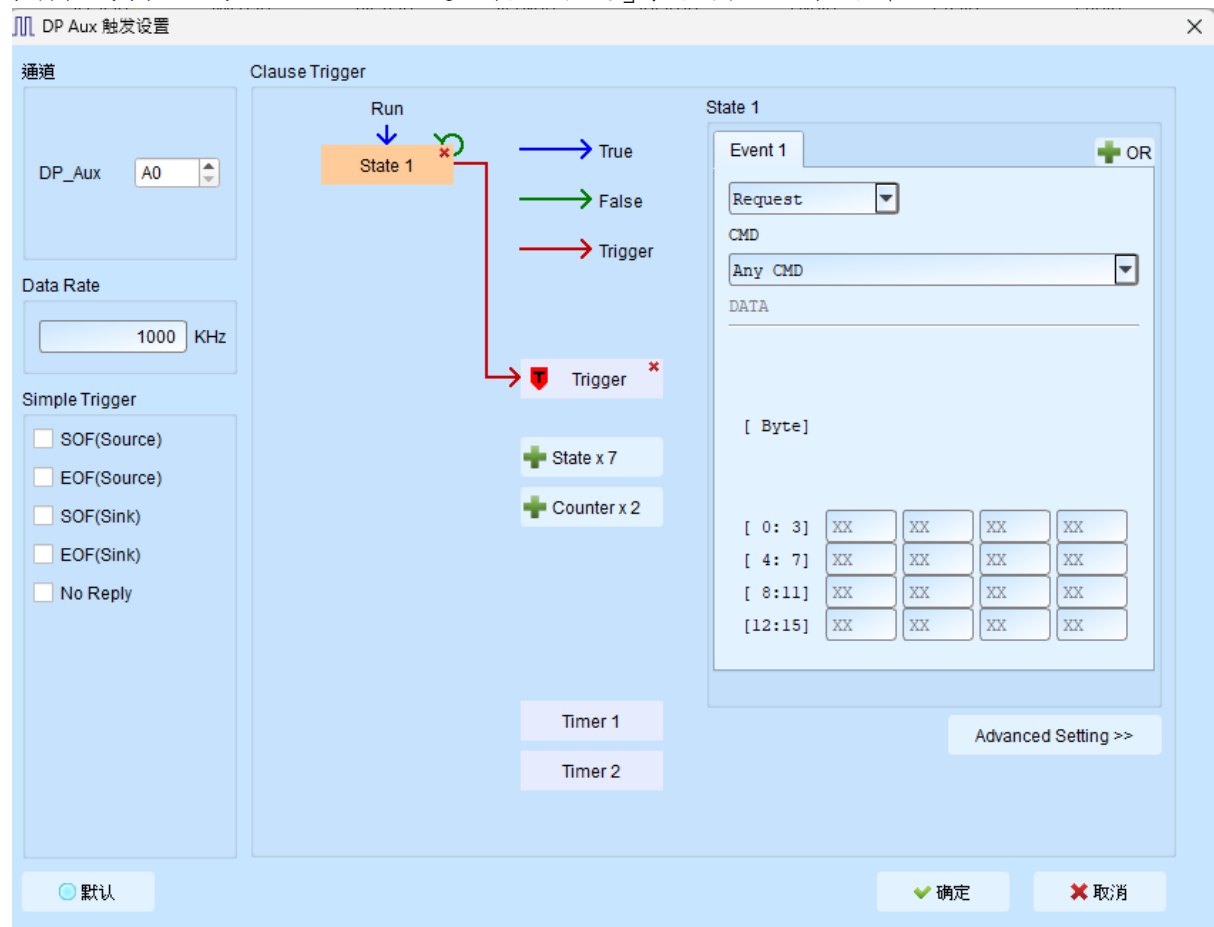 DP Aux 触发设置
通道
DP_Aux A0
Data Rate
1000 KHz
Simple Trigger
SOF(Source)
EOF(Source)
SOF(Sink)
EOF(Sink)
No Reply
Clause Trigger
Run
State 1
True
False
Trigger
Trigger
State x 7
Counter x 2
Timer 1
Timer 2
State 1
Event 1
OR
Request
CMD
Any CMD
DATA
[ Byte]
[ 0: 3] XX XX XX XX
[ 4: 7] XX XX XX XX
[ 8:11] XX XX XX XX
[12:15] XX XX XX XX
Advanced Setting >>
默认
确定
取消